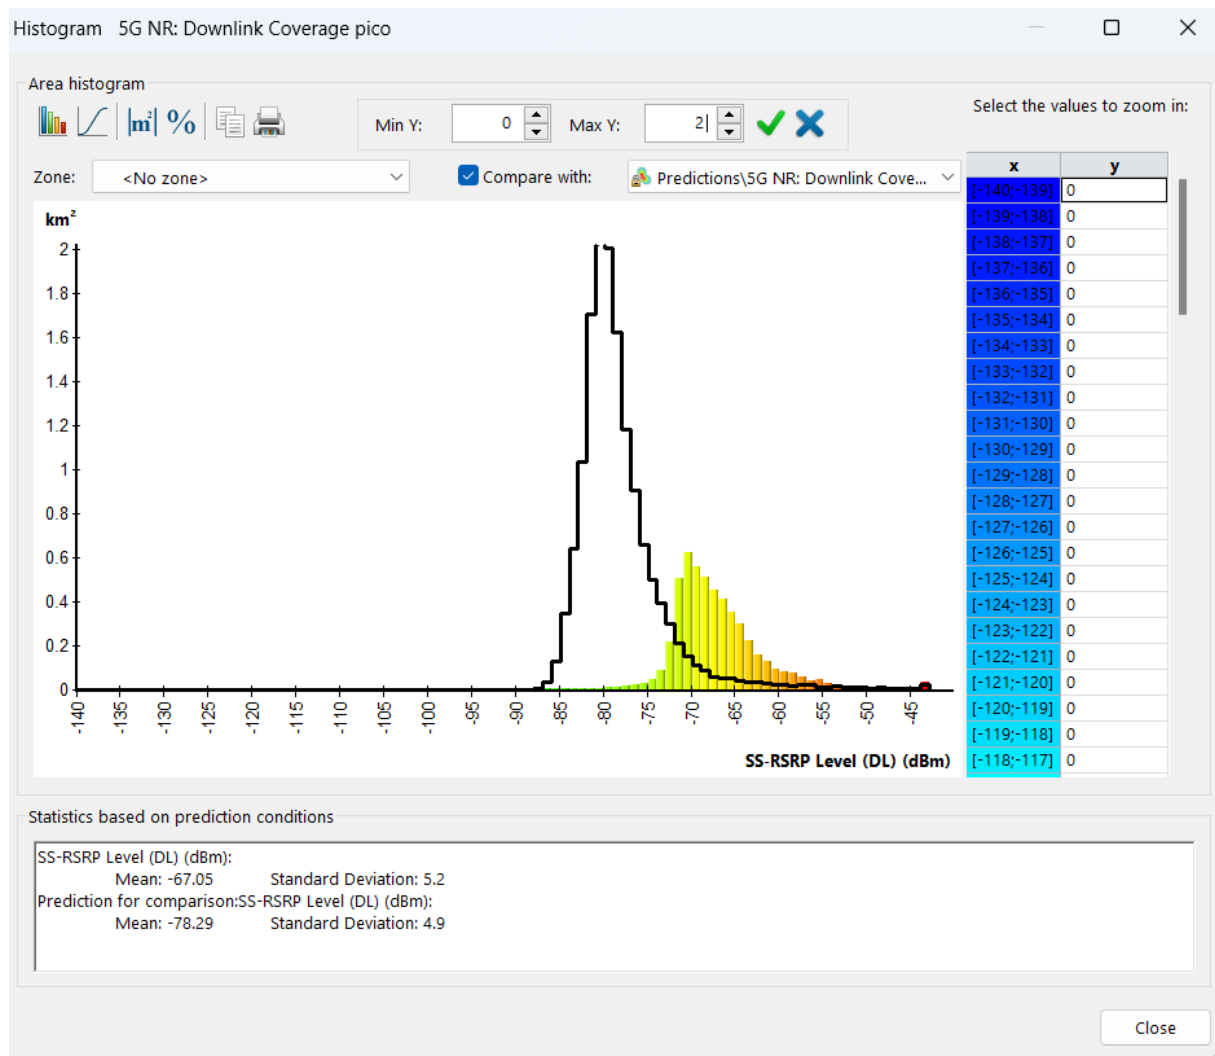 Histogram 5G NR: Downlink Coverage pico
Area histogram
m² %
Min Y: 0 Max Y: 2
Select the values to zoom in:
Zone: <No zone> Compare with: Predictions\5G NR: Downlink Cove...
km²
2
1.8
1.6
1.4
1.2
1
0.8
0.6
0.4
0.2
0
-140 -135 -130 -125 -120 -115 -110 -105 -100 -95 -90 -85 -80 -75 -70 -65 -60 -55 -50 -45
SS-RSRP Level (DL) (dBm)
x y
[-140;-139] 0
[-139;-138] 0
[-138;-137] 0
[-137;-136] 0
[-136;-135] 0
[-135;-134] 0
[-134;-133] 0
[-133;-132] 0
[-132;-131] 0
[-131;-130] 0
[-130;-129] 0
[-129;-128] 0
[-128;-127] 0
[-127;-126] 0
[-126;-125] 0
[-125;-124] 0
[-124;-123] 0
[-123;-122] 0
[-122;-121] 0
[-121;-120] 0
[-120;-119] 0
[-119;-118] 0
[-118;-117] 0
Statistics based on prediction conditions
SS-RSRP Level (DL) (dBm):
Mean: -67.05 Standard Deviation: 5.2
Prediction for comparison:SS-RSRP Level (DL) (dBm):
Mean: -78.29 Standard Deviation: 4.9
Close